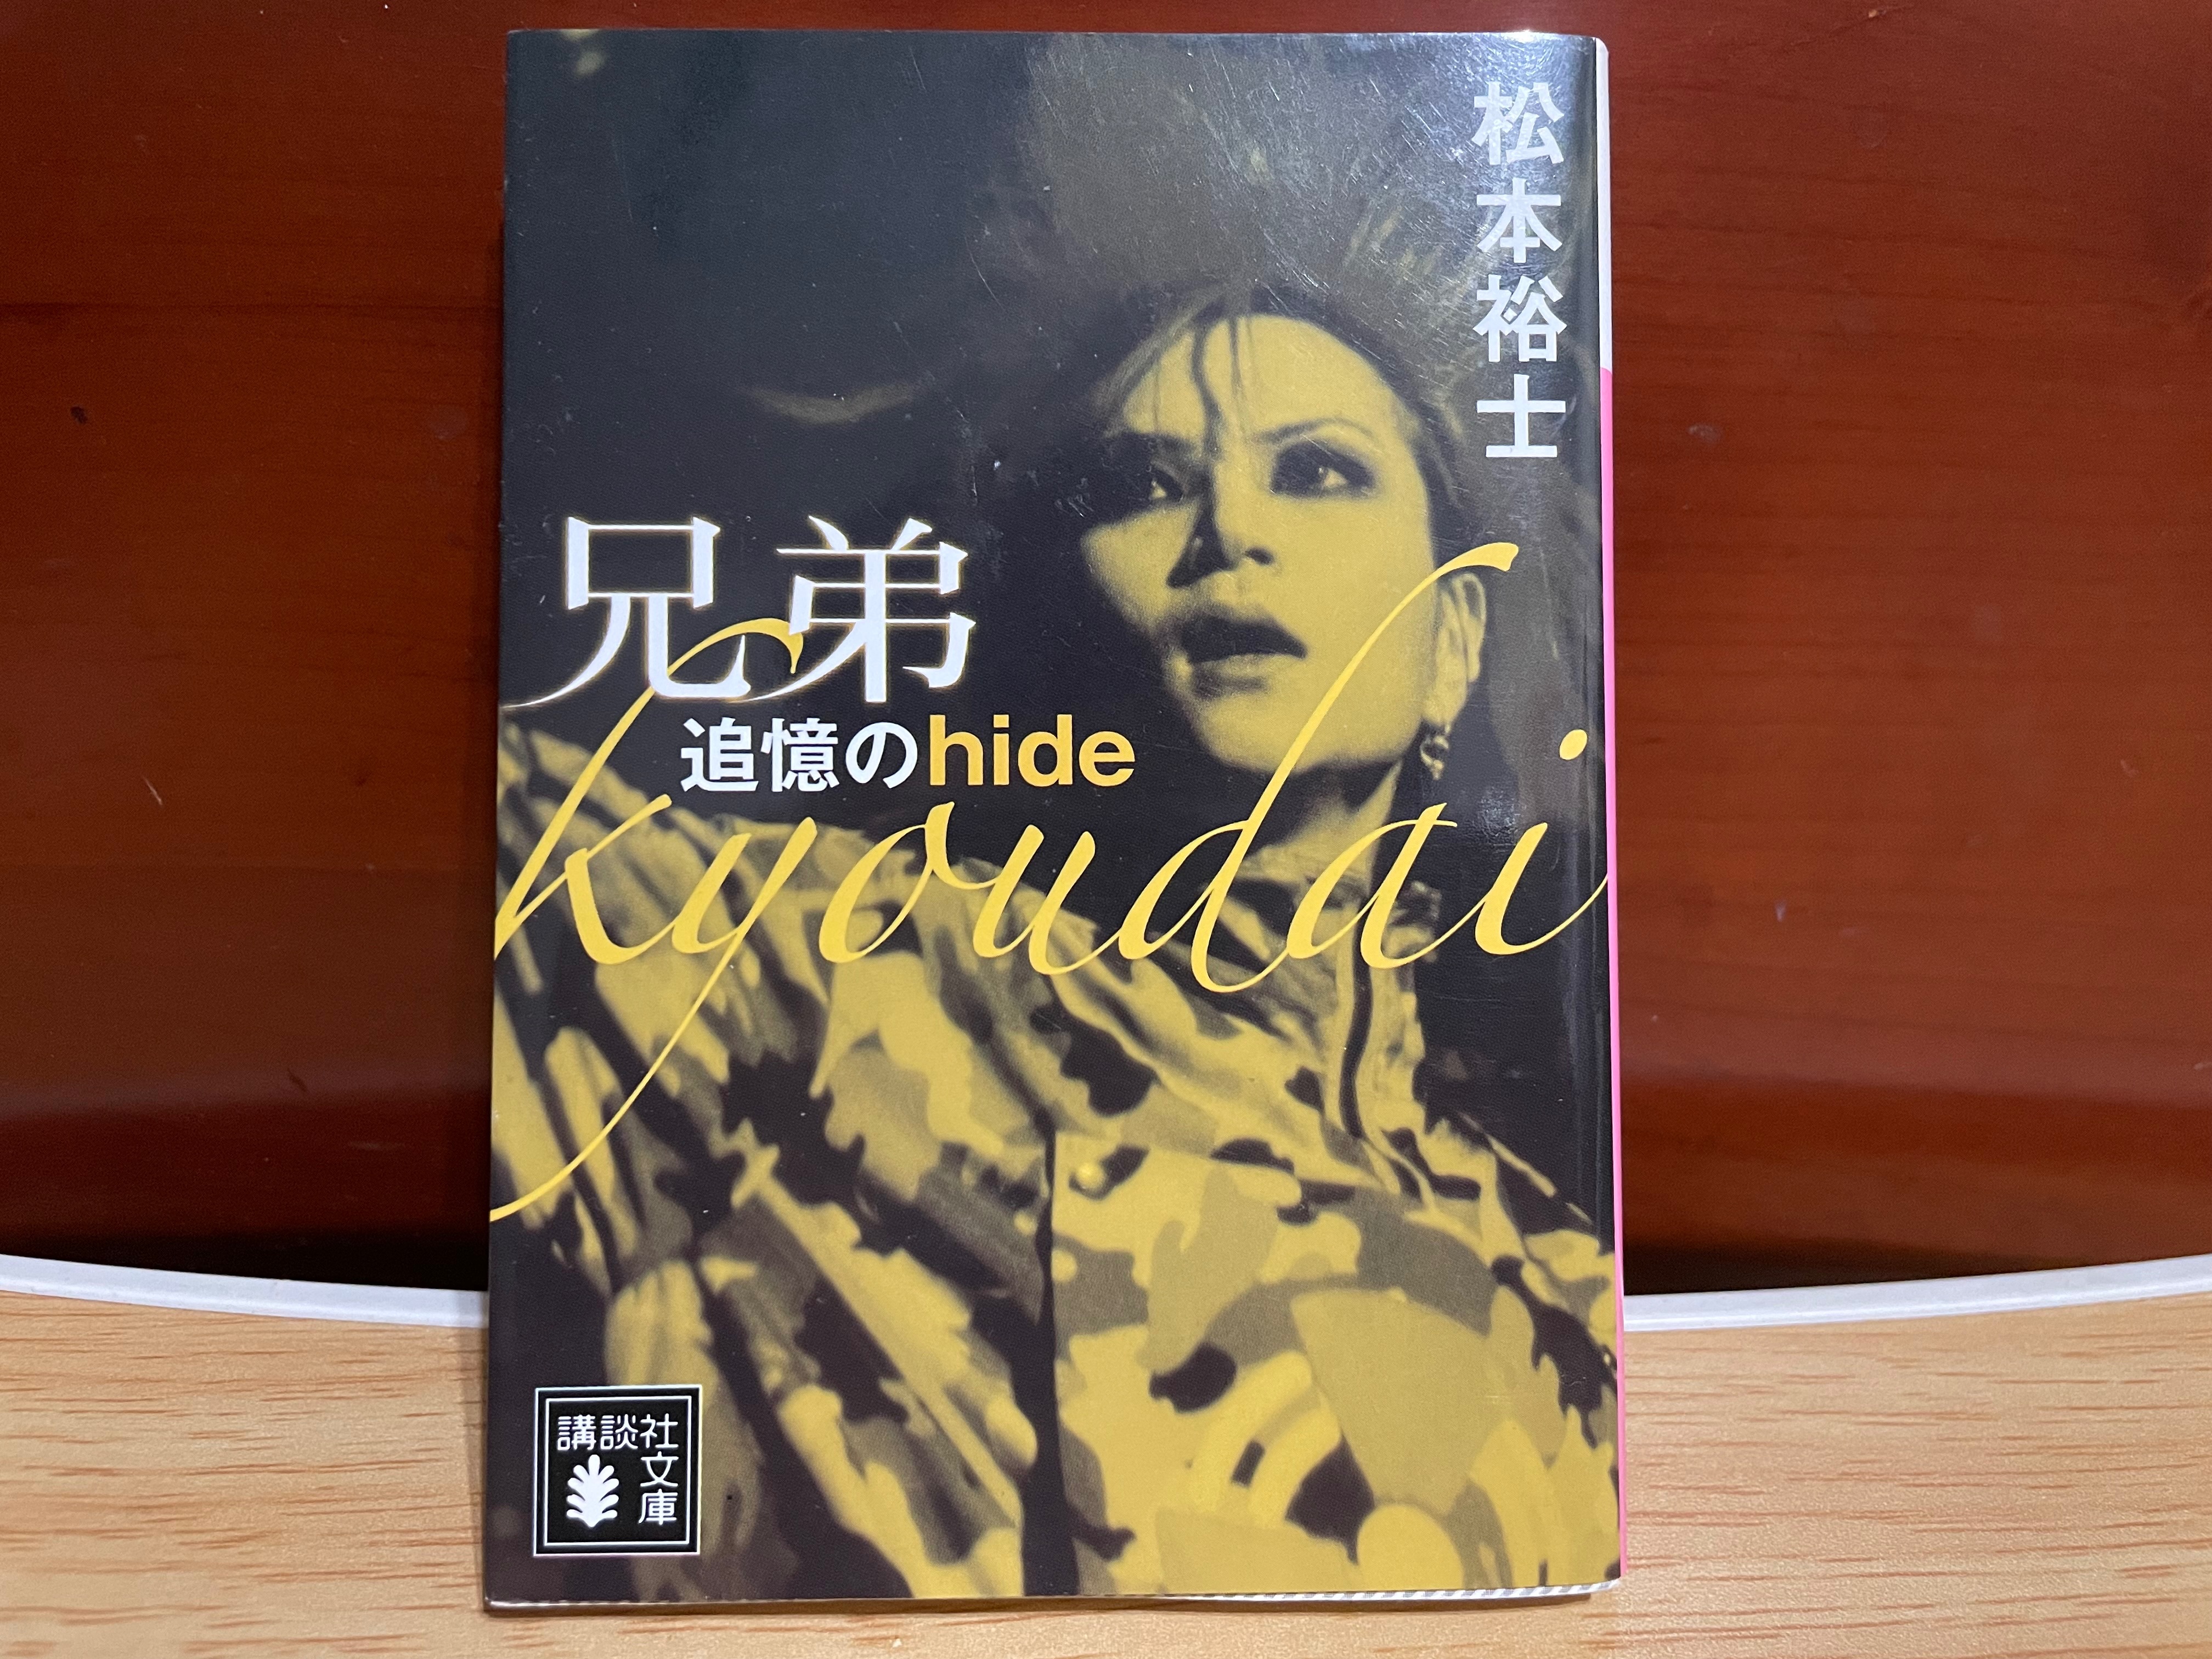 松本裕士
兄弟
追憶のhide
kyoudai
講談社
文庫